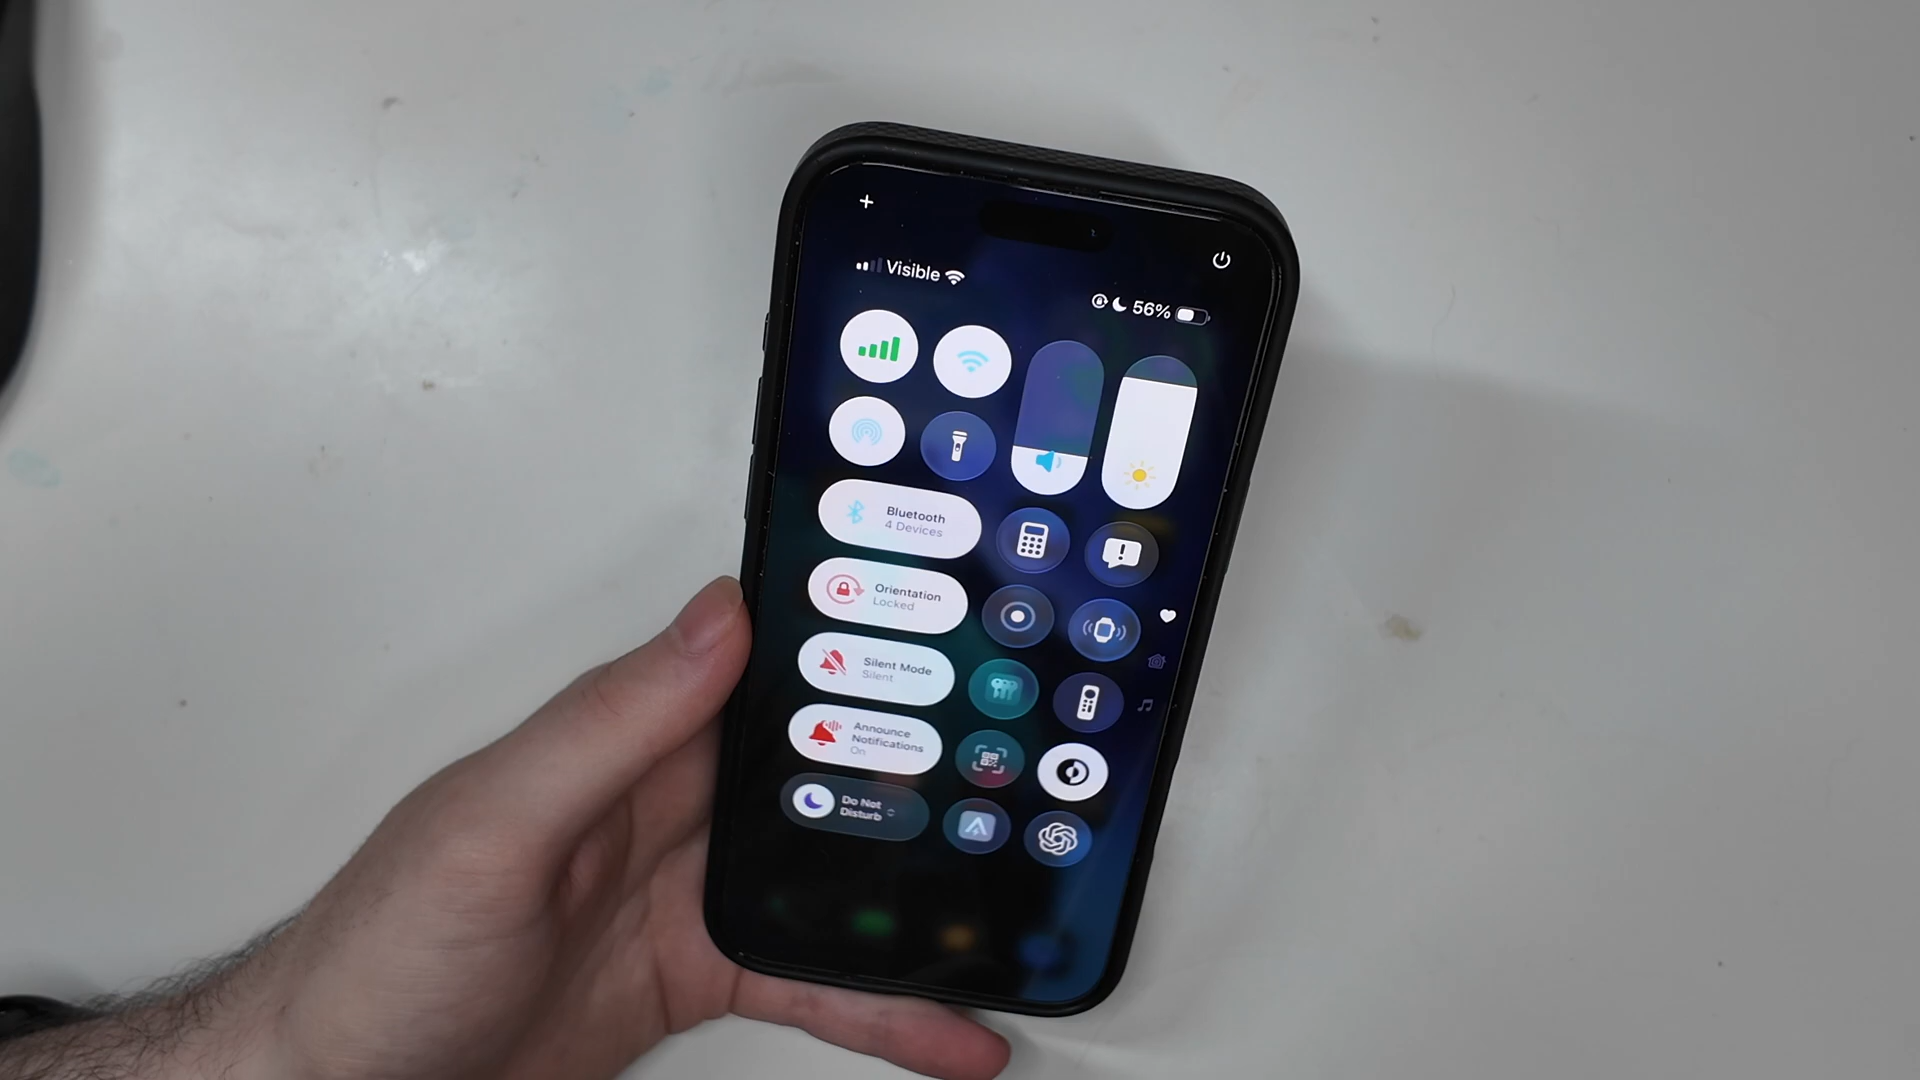 Visible
56%
Bluetooth
4 Devices
Orientation
Locked
Silent Mode
Silent
Announce
Notifications
On
Do Not
Disturb